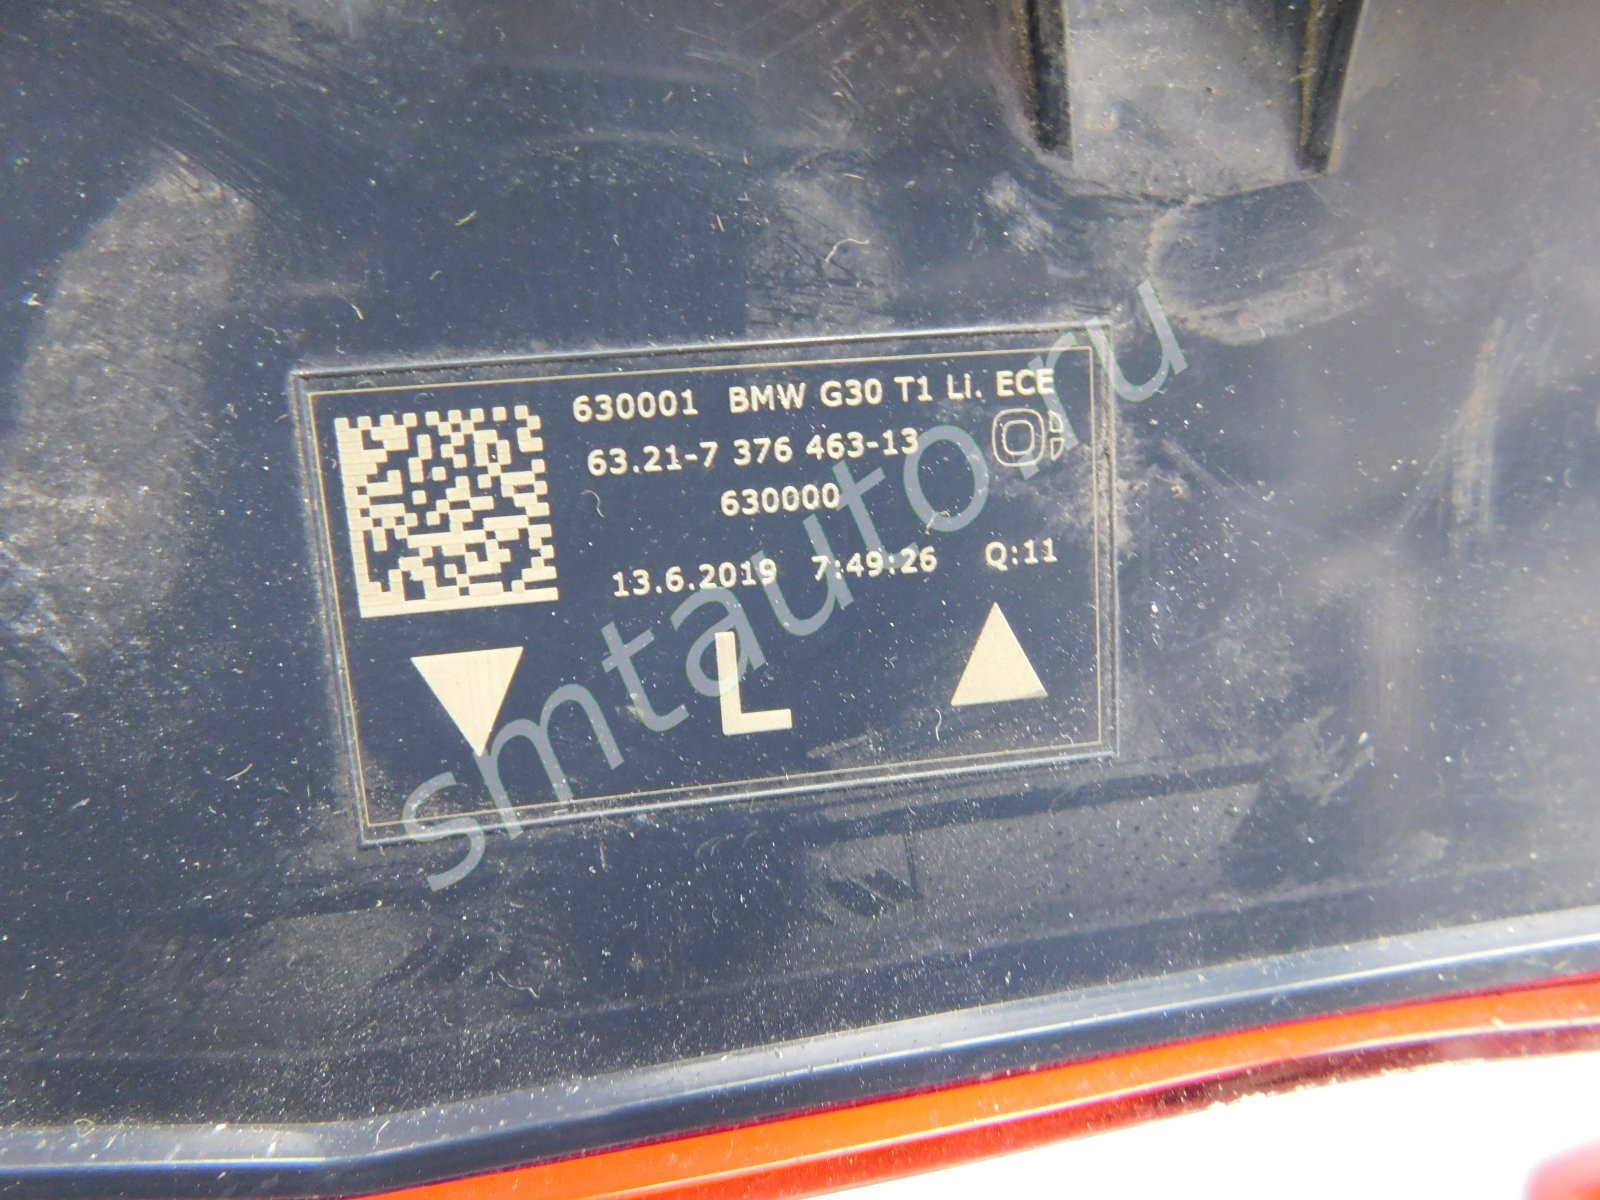 630001 BMW G30 T1 Li. ECE
63.21-7 376 463-13
630000
13.6.2019 7:49:26 Q:11
L
smtauto.ru